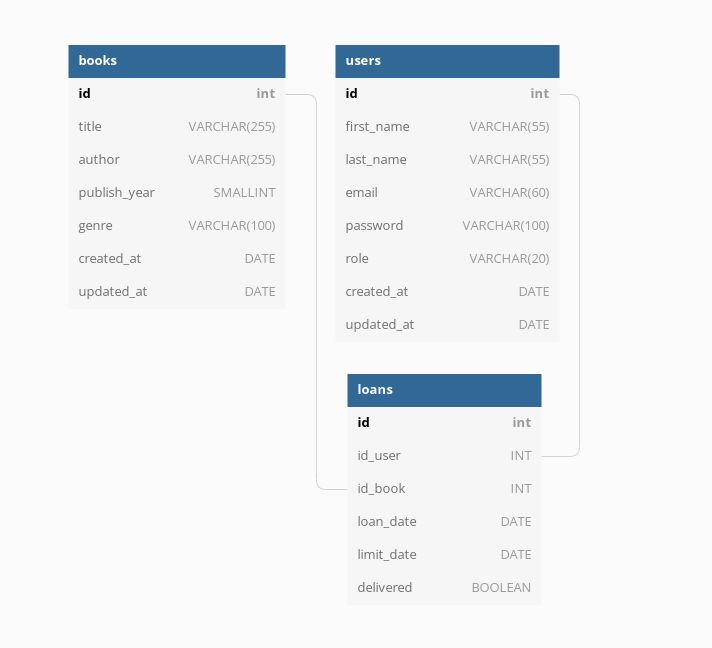 books
id int
title VARCHAR(255)
author VARCHAR(255)
publish_year SMALLINT
genre VARCHAR(100)
created_at DATE
updated_at DATE
users
id int
first_name VARCHAR(55)
last_name VARCHAR(55)
email VARCHAR(60)
password VARCHAR(100)
role VARCHAR(20)
created_at DATE
updated_at DATE
loans
id int
id_user INT
id_book INT
loan_date DATE
limit_date DATE
delivered BOOLEAN